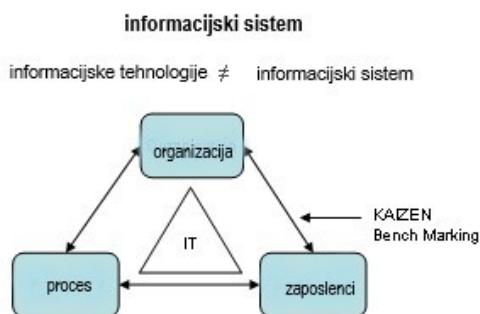 informacijski sistem
informacijske tehnologije ≠ informacijski sistem
organizacija
KAIZEN
Bench Marking
IT
proces
zaposlenci